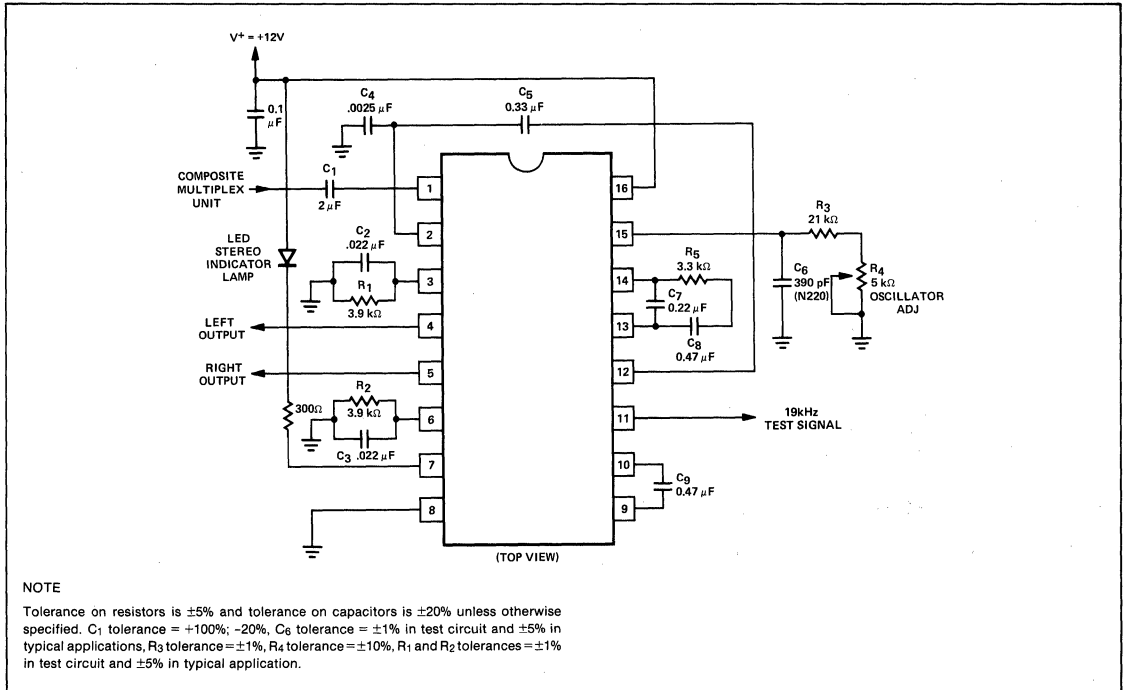 V+ = +12V
0.1
μF
C4
.0025 μF
C5
0.33 μF
COMPOSITE
MULTIPLEX
UNIT
C1
2 μF
LED
STEREO
INDICATOR
LAMP
C2
.022 μF
R1
3.9 kΩ
LEFT
OUTPUT
RIGHT
OUTPUT
300Ω
R2
3.9 kΩ
C3 .022 μF
1
2
3
4
5
6
7
8
16
15
14
13
12
11
10
9
(TOP VIEW)
R3
21 kΩ
C6
390 pF
(N220)
R4
5 kΩ
OSCILLATOR
ADJ
R5
3.3 kΩ
C7
0.22 μF
C8
0.47 μF
19kHz
TEST SIGNAL
C9
0.47 μF
NOTE
Tolerance on resistors is ±5% and tolerance on capacitors is ±20% unless otherwise
specified. C1 tolerance = +100%; -20%, C6 tolerance = ±1% in test circuit and ±5% in
typical applications, R3 tolerance=±1%, R4 tolerance=±10%, R1 and R2 tolerances=±1%
in test circuit and ±5% in typical application.